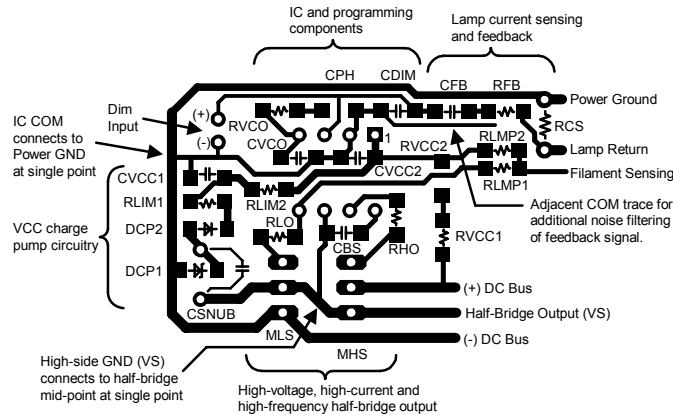 IC and programming
components
Lamp current sensing
and feedback
CPH
CDIM
CFB
RFB
Power Ground
(+)
Dim
Input
(-)
RVCO
CVCO
1
RVCC2
RLMP2
RCS
Lamp Return
IC COM
connects to
Power GND
at single point
CVCC1
RLIM2
CVCC2
RLMP1
Filament Sensing
RLIM1
DCP2
DCP1
VCC charge
pump circuitry
RLO
CBS
RHO
RVCC1
Adjacent COM trace for
additional noise filtering
of feedback signal.
CSNUB
(+) DC Bus
Half-Bridge Output (VS)
(-) DC Bus
MLS
MHS
High-side GND (VS)
connects to half-bridge
mid-point at single point
High-voltage, high-current and
high-frequency half-bridge output